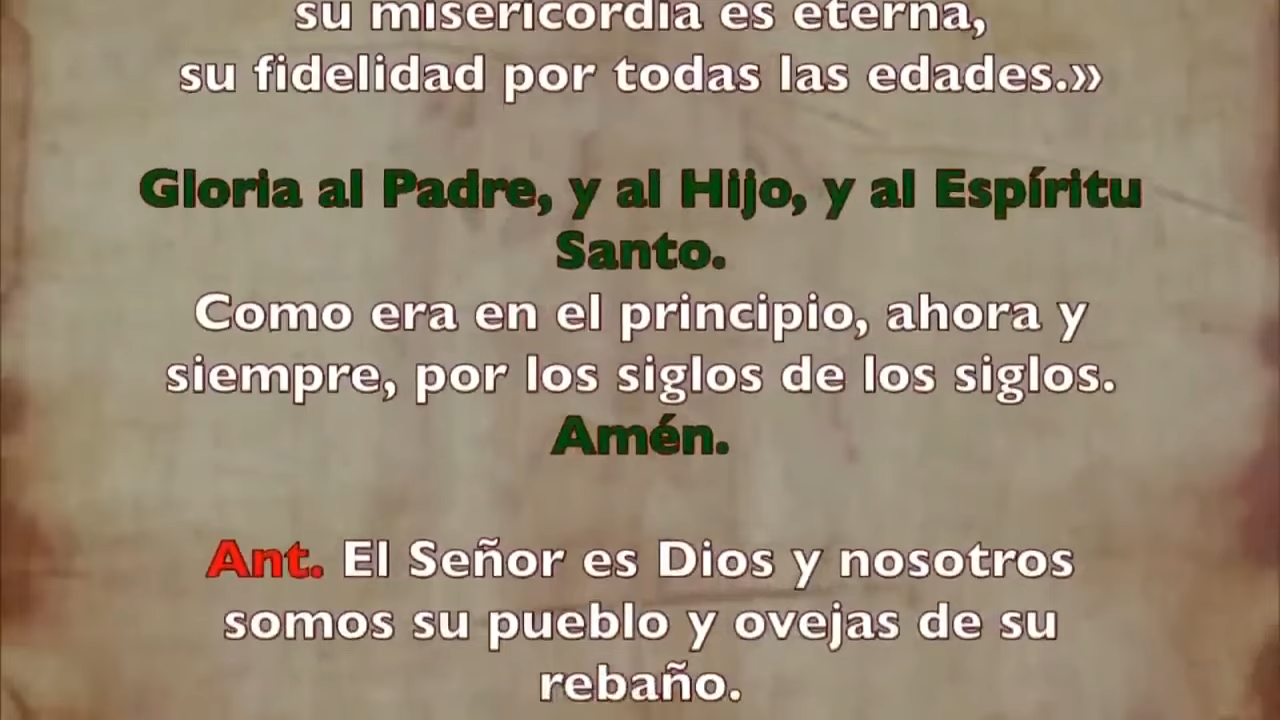 su misericordia es eterna,
su fidelidad por todas las edades.»
Gloria al Padre, y al Hijo, y al Espíritu
Santo.
Como era en el principio, ahora y
siempre, por los siglos de los siglos.
Amén.
Ant. El Señor es Dios y nosotros
somos su pueblo y ovejas de su
rebaño.